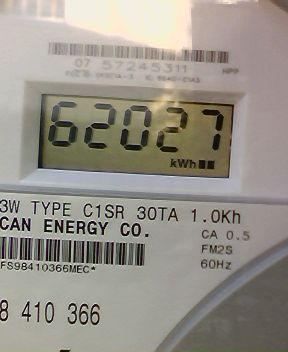 07 57245311 HPP
62027
kWh
3W TYPE C1SR 30TA 1.0Kh
CAN ENERGY CO. CA 0.5
FM2S
FS98410366MEC* 60Hz
8 410 366